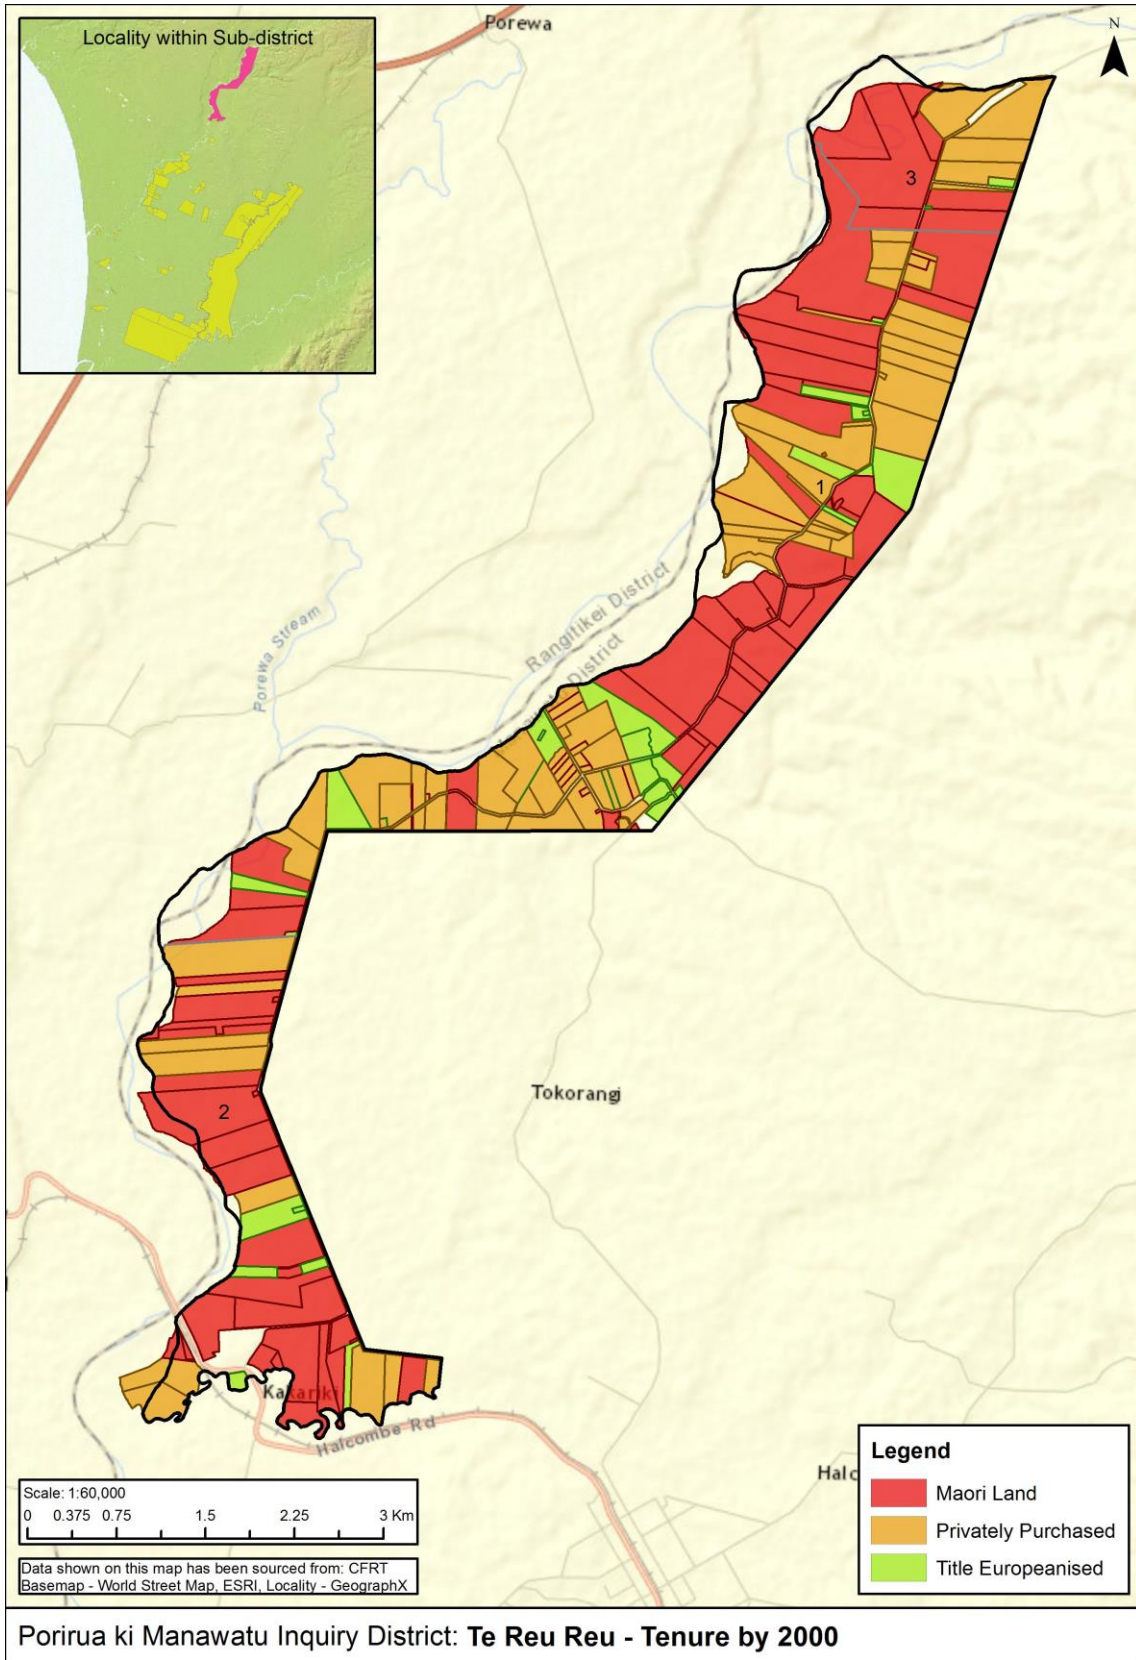 Locality within Sub-district
Porewa
N
3
1
Rangitikei District
District
Porewa Stream
Tokorangi
2
Kakariki
Halcombe Rd
Halc
Legend
Maori Land
Privately Purchased
Title Europeanised
Scale: 1:60,000
0 0.375 0.75 1.5 2.25 3 Km
Data shown on this map has been sourced from: CFRT
Basemap - World Street Map, ESRI, Locality - GeographX
Porirua ki Manawatu Inquiry District: Te Reu Reu - Tenure by 2000